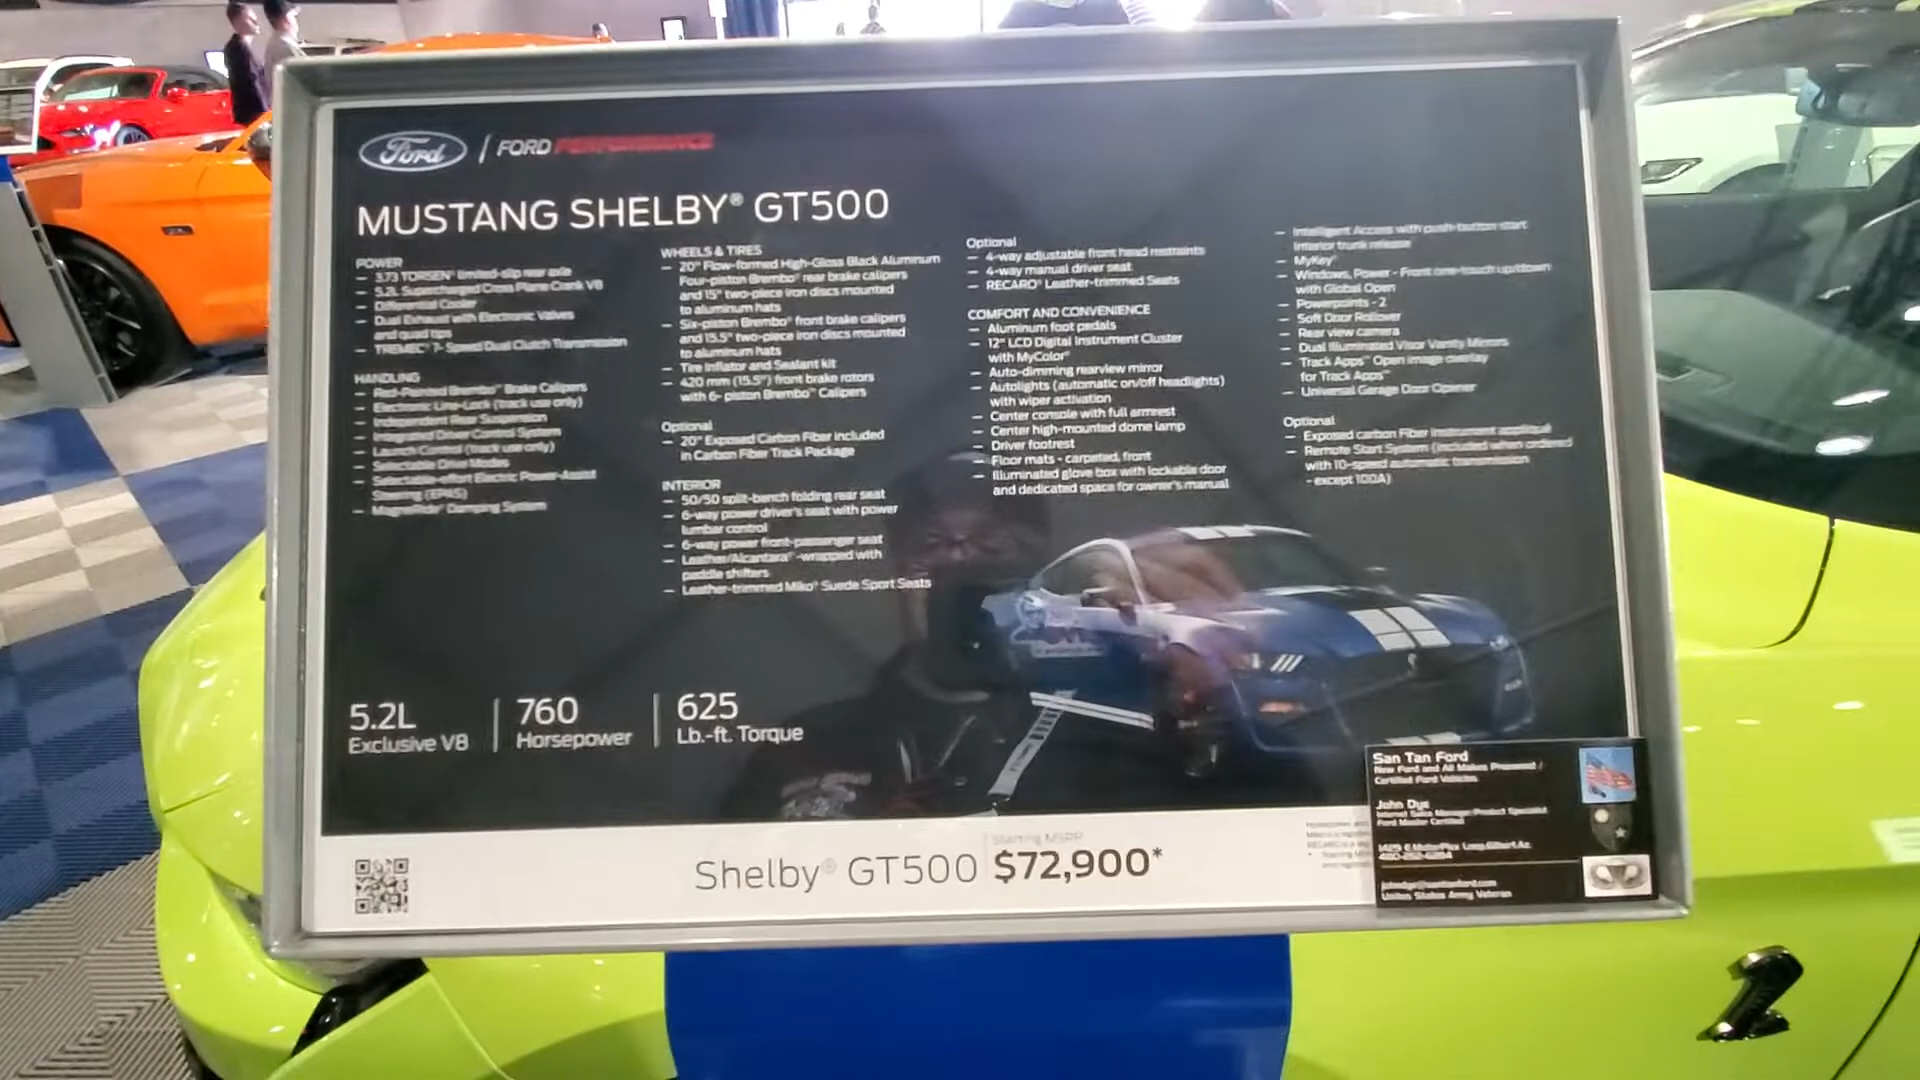 Ford / FORD PERFORMANCE
MUSTANG SHELBY® GT500
POWER
– 3.73 TORSEN® limited-slip rear axle
– 5.2L Supercharged Cross Plane Crank V8
– Differential Cooler
– Dual Exhaust with Electronic Valves
and quad tips
– TREMEC® 7- Speed Dual Clutch Transmission
HANDLING
– Red-Painted Brembo™ Brake Calipers
– Electronic Line-Lock (track use only)
– Independent Rear Suspension
– Integrated Driver Control System
– Launch Control (track use only)
– Selectable Drive Modes
– Selectable-effort Electric Power-Assist
Steering (EPAS)
– MagneRide® Damping System
WHEELS & TIRES
– 20" Flow-formed High-Gloss Black Aluminum
Four-piston Brembo® rear brake calipers
and 15" two-piece iron discs mounted
to aluminum hats
– Six-piston Brembo® front brake calipers
and 15.5" two-piece iron discs mounted
to aluminum hats
– Tire Inflator and Sealant kit
– 420 mm (15.5") front brake rotors
with 6- piston Brembo™ Calipers
Optional
– 20" Exposed Carbon Fiber included
in Carbon Fiber Track Package
INTERIOR
– 50/50 split-bench folding rear seat
– 6-way power driver's seat with power
lumbar control
– 6-way power front-passenger seat
– Leather/Alcantara® -wrapped with
paddle shifters
– Leather-trimmed Miko® Suede Sport Seats
Optional
– 4-way adjustable front head restraints
– 4-way manual driver seat
– RECARO® Leather-trimmed Seats
COMFORT AND CONVENIENCE
– Aluminum foot pedals
– 12" LCD Digital Instrument Cluster
with MyColor®
– Auto-dimming rearview mirror
– Autolights (automatic on/off headlights)
with wiper activation
– Center console with full armrest
– Center high-mounted dome lamp
– Driver footrest
– Floor mats - carpeted, front
– Illuminated glove box with lockable door
and dedicated space for owner's manual
– Intelligent Access with push-button start
Interior trunk release
– MyKey®
– Windows, Power - Front one-touch up/down
with Global Open
– Powerpoints - 2
– Soft Door Rollover
– Rear view camera
– Dual Illuminated Visor Vanity Mirrors
– Track Apps™ Open image overlay
for Track Apps™
– Universal Garage Door Opener
Optional
– Exposed carbon Fiber instrument appliqué
– Remote Start System (included when ordered
with 10-speed automatic transmission
- except 100A)
5.2L
Exclusive V8
760
Horsepower
625
Lb.-ft. Torque
Shelby® GT500
Starting MSRP
$72,900*
San Tan Ford
New Ford and All Makes Preowned /
Certified Ford Vehicles
John Dye
Internet Sales Manager/Product Specialist
Ford Master Certified
1429 E.MotorPlex Loop,Gilbert,Az.
United States Army Veteran